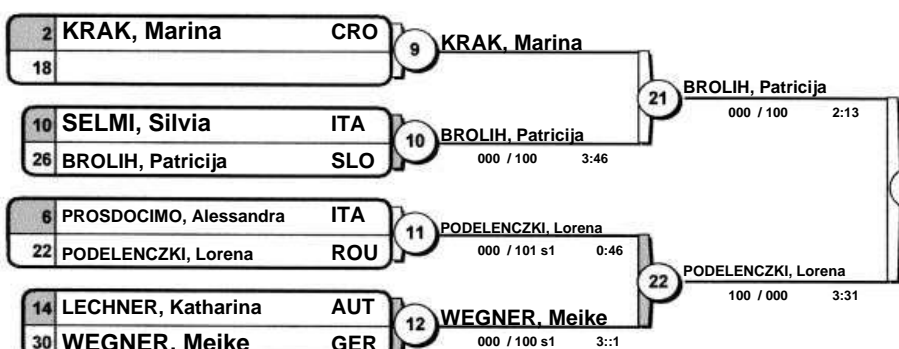 2 KRAK, Marina CRO
18
9 KRAK, Marina
10 SELMI, Silvia ITA
26 BROLIH, Patricija SLO
10 BROLIH, Patricija
000 / 100 3:46
21 BROLIH, Patricija
000 / 100 2:13
6 PROSDOCIMO, Alessandra ITA
22 PODELENCZKI, Lorena ROU
11 PODELENCZKI, Lorena
000 / 101 s1 0:46
14 LECHNER, Katharina AUT
30 WEGNER, Meike GER
12 WEGNER, Meike
000 / 100 s1 3::1
22 PODELENCZKI, Lorena
100 / 000 3:31